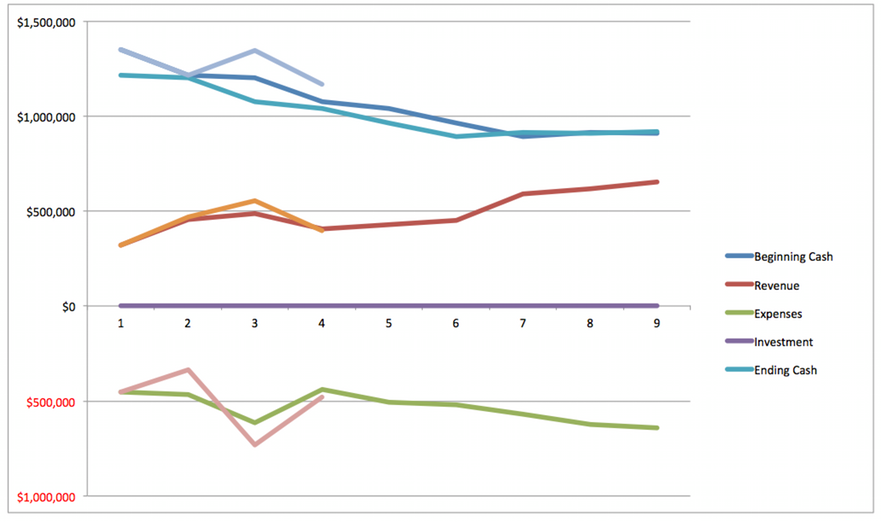 $1,500,000
$1,000,000
$500,000
$0
1 2 3 4 5 6 7 8 9
$500,000
$1,000,000
Beginning Cash
Revenue
Expenses
Investment
Ending Cash